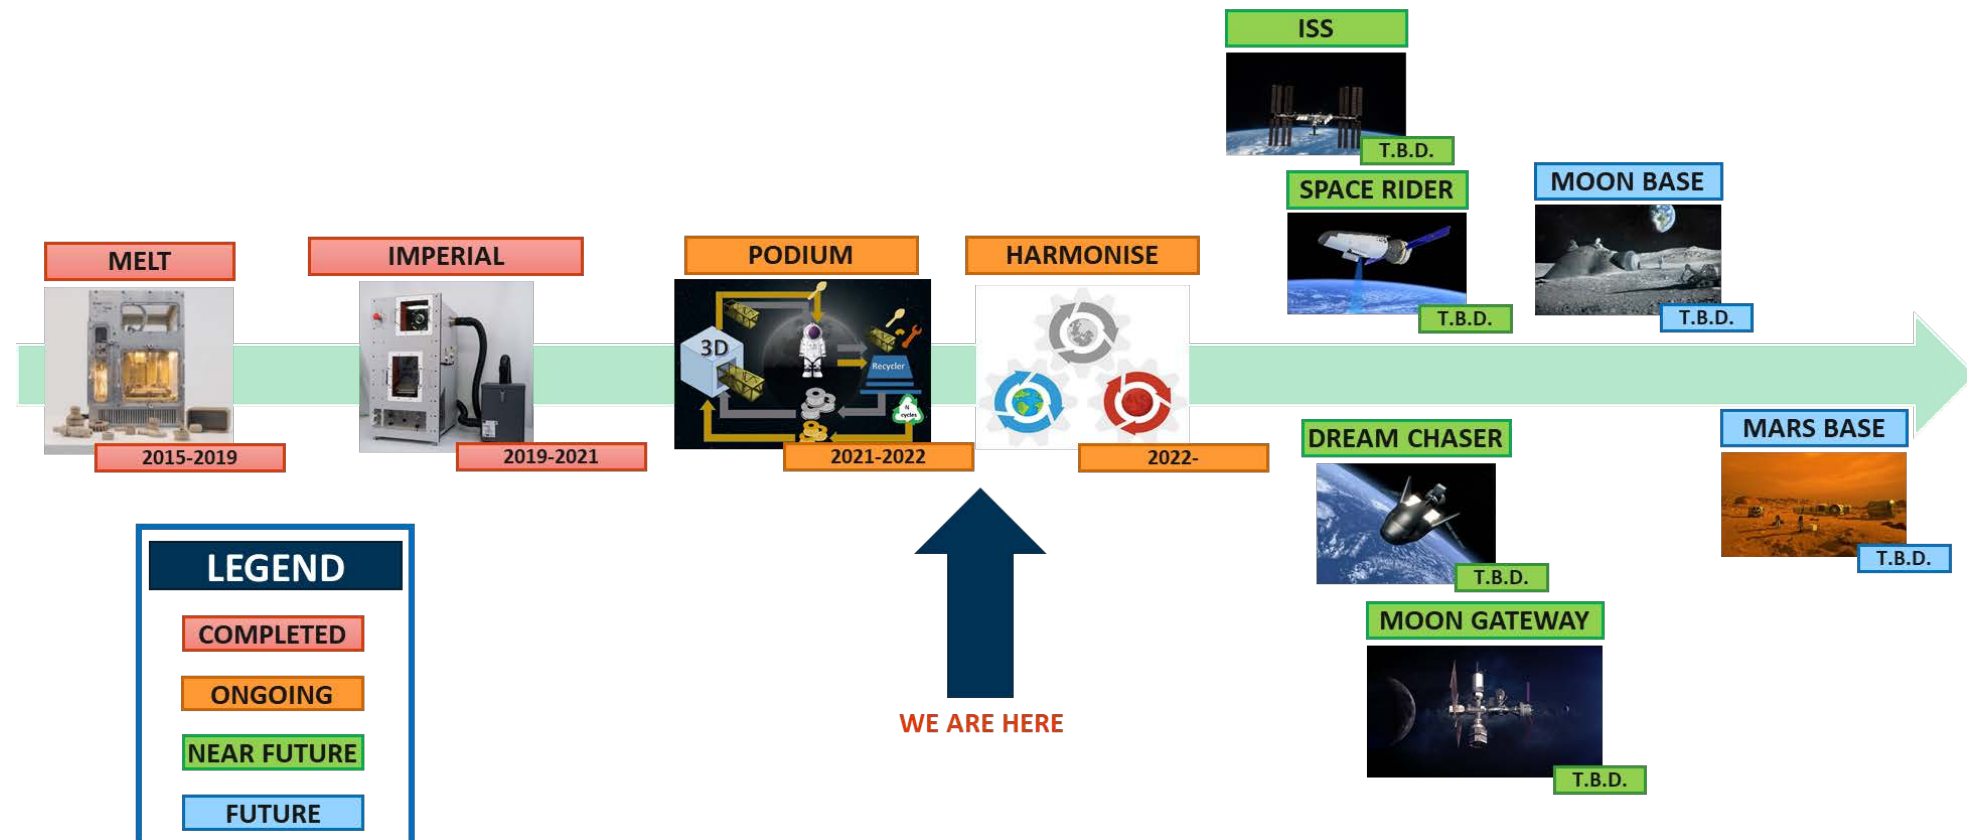 ISS
T.B.D.
SPACE RIDER
T.B.D.
MOON BASE
T.B.D.
MELT
2015-2019
IMPERIAL
2019-2021
PODIUM
3D
Recycler
N
cycles
2021-2022
HARMONISE
2022-
DREAM CHASER
T.B.D.
MARS BASE
T.B.D.
MOON GATEWAY
T.B.D.
WE ARE HERE
LEGEND
COMPLETED
ONGOING
NEAR FUTURE
FUTURE